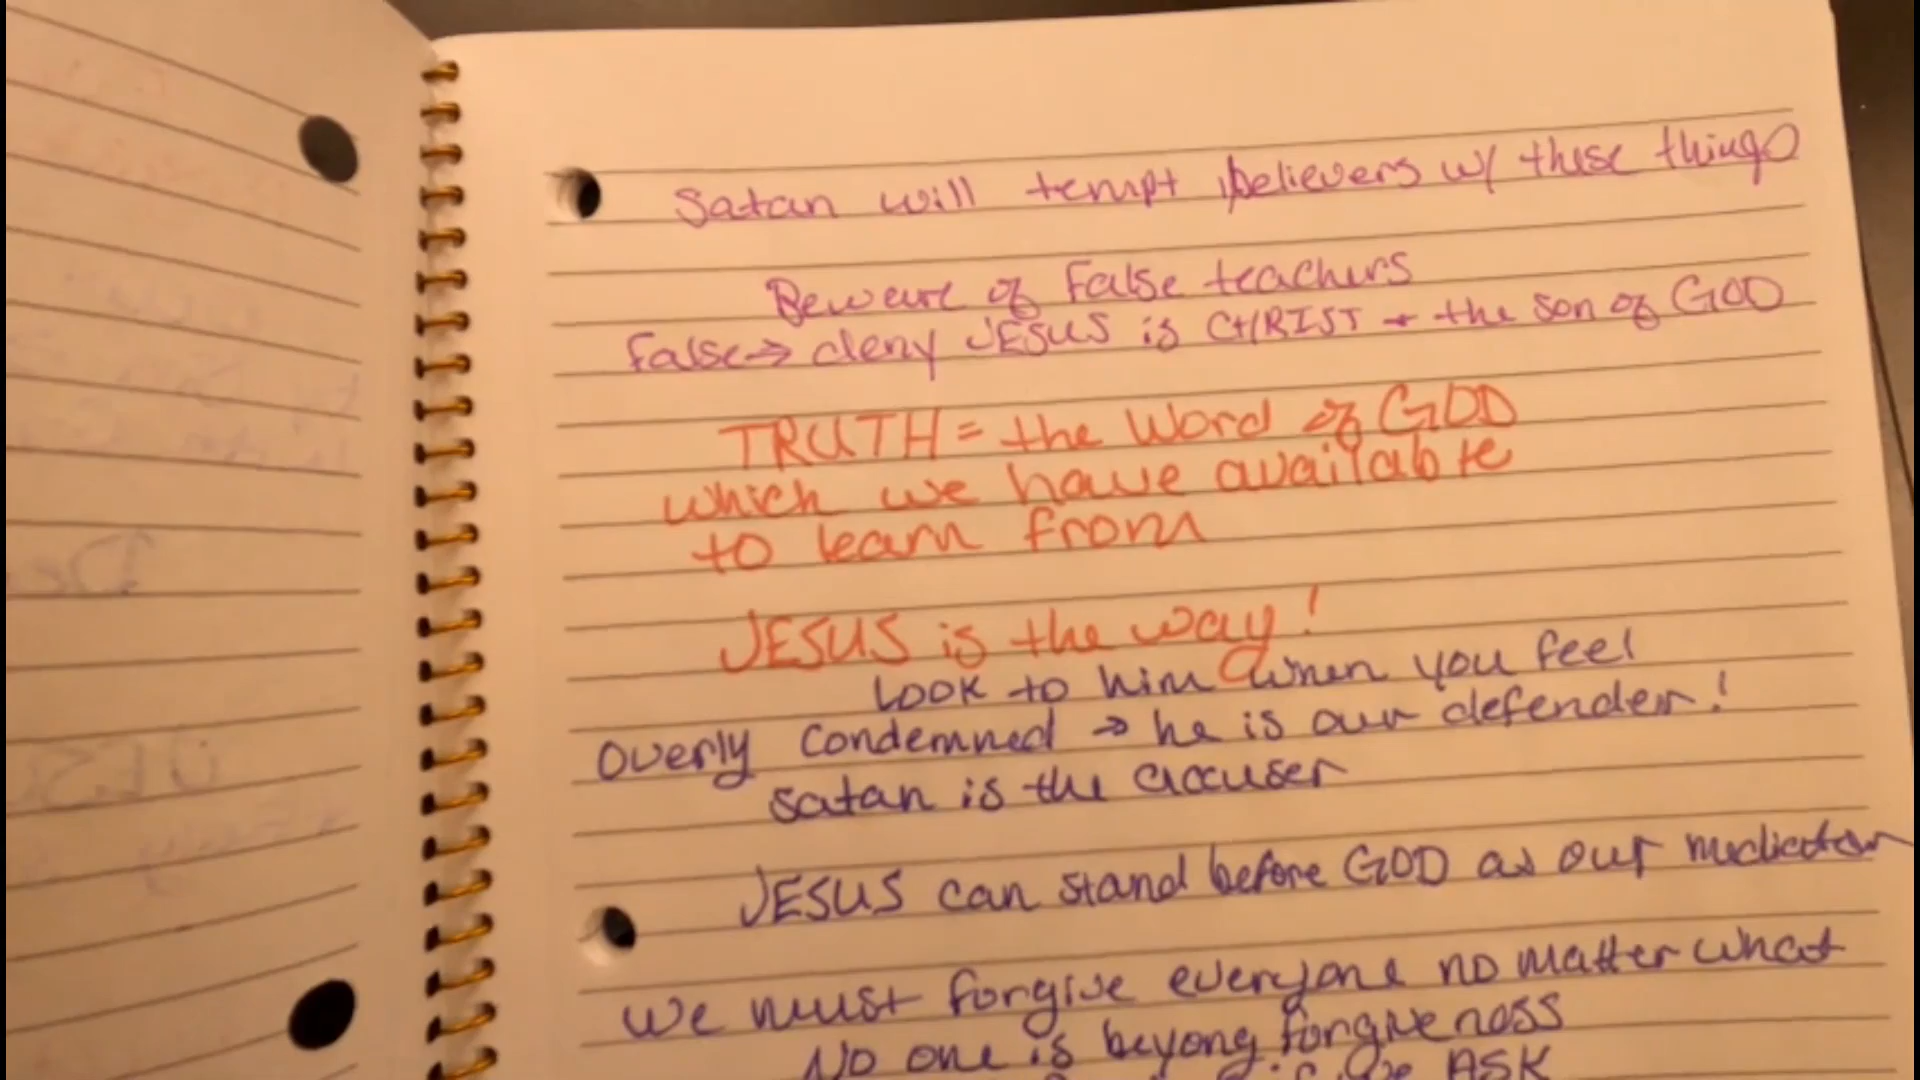 Satan will tempt believers w/ these things
Beware of False teachers
False → deny JESUS is CHRIST + the son of GOD
TRUTH = the Word of GOD
which we have available
to learn from
JESUS is the way!
LOOK to him when you feel
overly condemned → he is our defender!
satan is the accuser
JESUS can stand before GOD as our mediator
we must forgive everyone no matter what
No one is beyong forgiveness
ASK